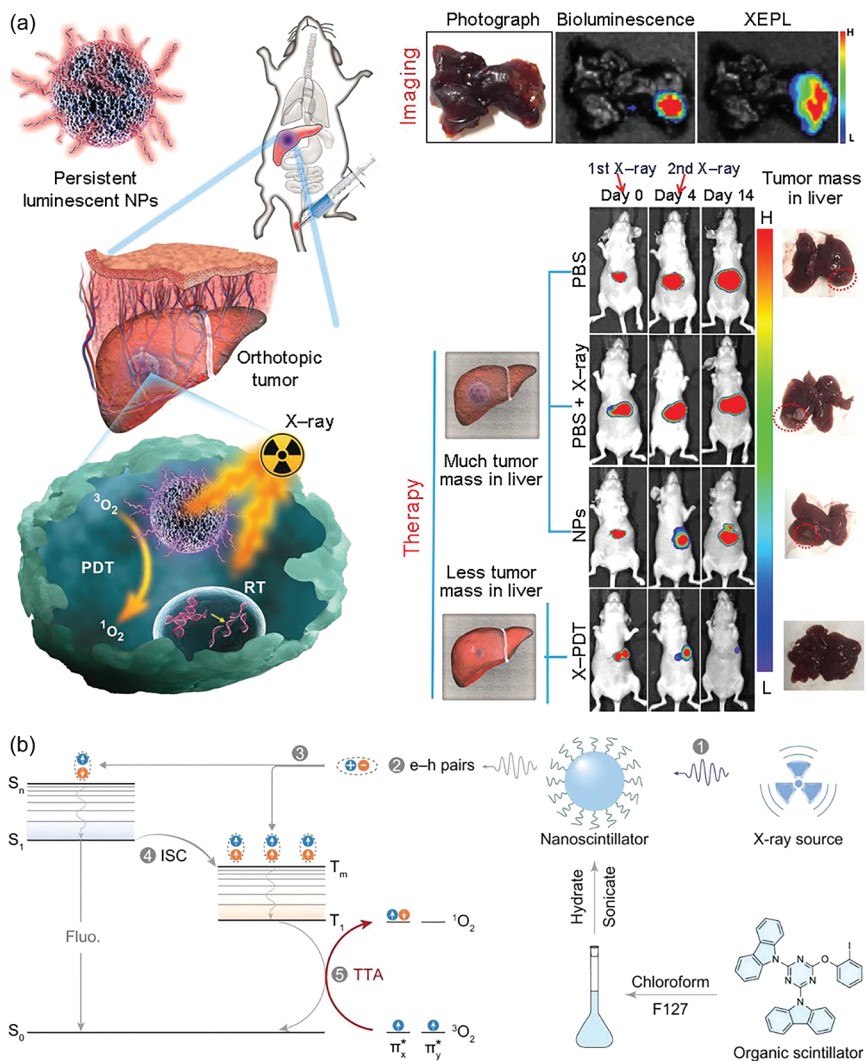 (a)
Persistent
luminescent NPs
Orthotopic
tumor
X–ray
³O₂
PDT
¹O₂
RT
Imaging
Photograph
Bioluminescence
XEPL
H
L
1st X–ray
2nd X–ray
Day 0
Day 4
Day 14
Tumor mass
in liver
H
L
Therapy
Much tumor
mass in liver
Less tumor
mass in liver
PBS
PBS + X–ray
NPs
X–PDT
(b)
Sₙ
S₁
S₀
Fluo.
3
2 e–h pairs
1
Nanoscintillator
X-ray source
4 ISC
Tₘ
T₁
¹O₂
5 TTA
³O₂
πₓ*
πᵧ*
Hydrate
Sonicate
Chloroform
F127
N
N
N
N
N
O
I
Organic scintillator